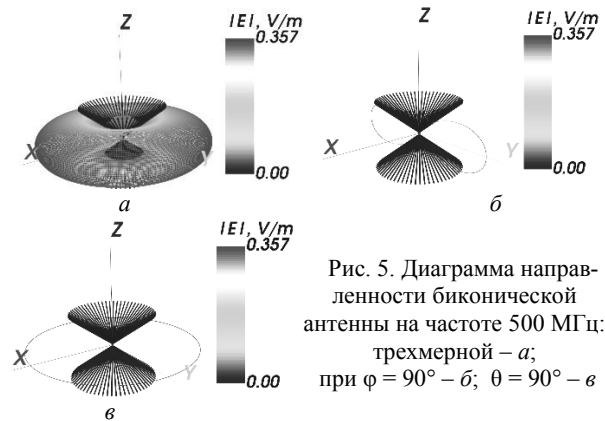 Z
|E|, V/m
0.357
X
Y
0.00
а
Z
|E|, V/m
0.357
X
Y
0.00
б
Z
|E|, V/m
0.357
X
Y
0.00
в
Рис. 5. Диаграмма направ-
ленности биконической
антенны на частоте 500 МГц:
трехмерной – а;
при φ = 90° – б; θ = 90° – в